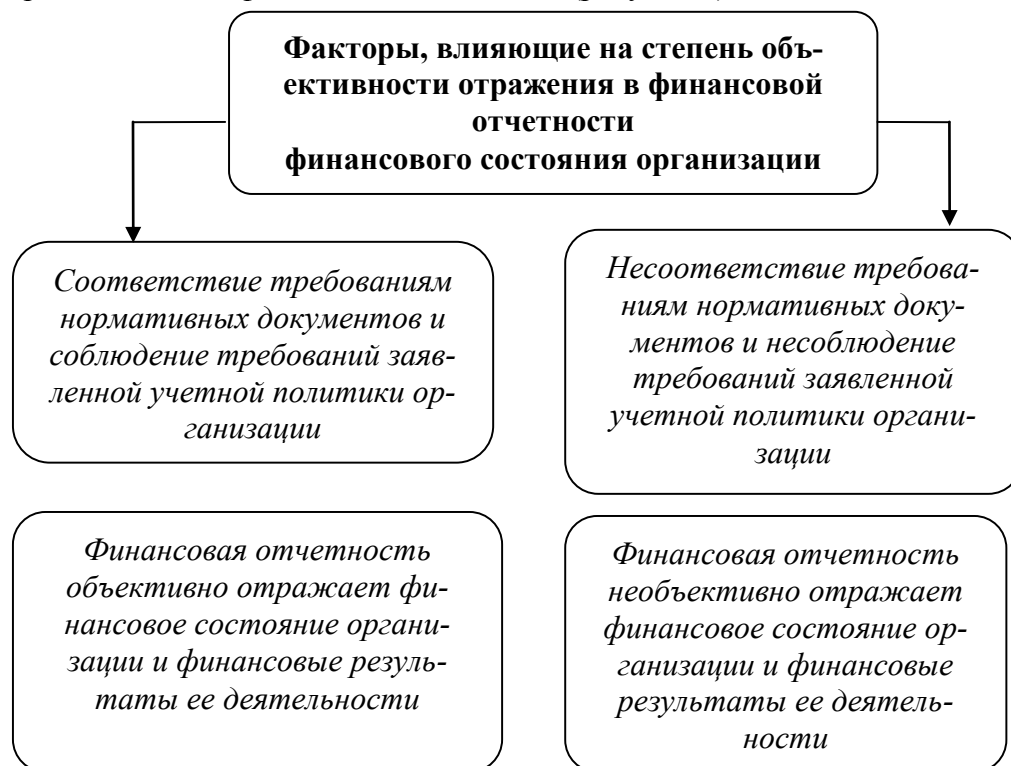 Факторы, влияющие на степень объ-
ективности отражения в финансовой
отчетности
финансового состояния организации
Соответствие требованиям
нормативных документов и
соблюдение требований заяв-
ленной учетной политики ор-
ганизации
Несоответствие требова-
ниям нормативных доку-
ментов и несоблюдение
требований заявленной
учетной политики органи-
зации
Финансовая отчетность
объективно отражает фи-
нансовое состояние органи-
зации и финансовые резуль-
таты ее деятельности
Финансовая отчетность
необъективно отражает
финансовое состояние ор-
ганизации и финансовые
результаты ее деятель-
ности